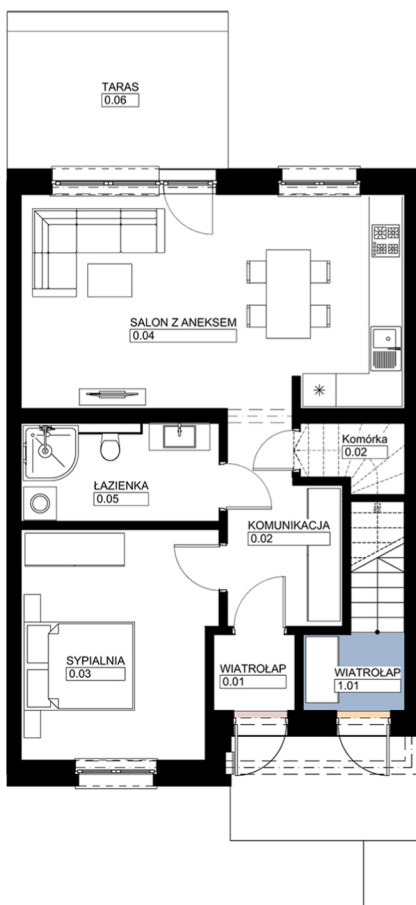 TARAS
0.06
SALON Z ANEKSEM
0.04
Komórka
0.02
ŁAZIENKA
0.05
KOMUNIKACJA
0.02
SYPIALNIA
0.03
WIATROŁAP
0.01
WIATROŁAP
1.01